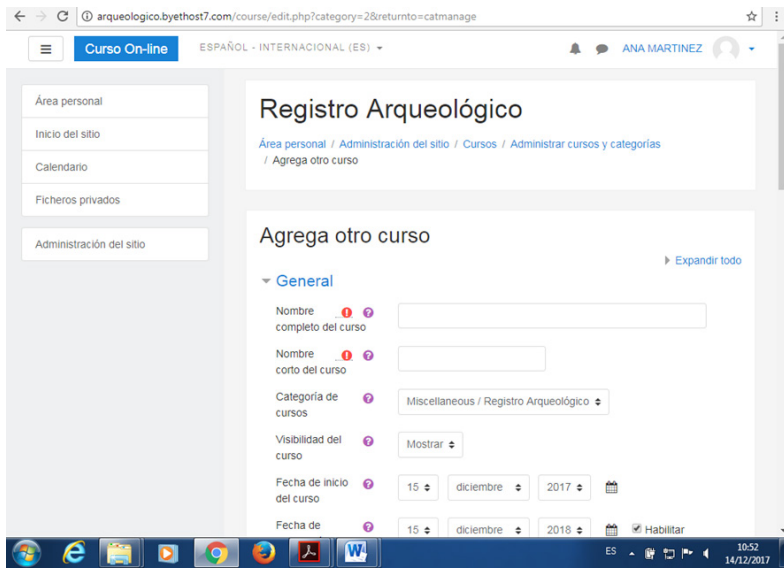 arqueologico.byethost7.com/course/edit.php?category=2&returnto=catmanage
Curso On-line
ESPAÑOL - INTERNACIONAL (ES)
ANA MARTINEZ
Área personal
Inicio del sitio
Calendario
Ficheros privados
Administración del sitio
Registro Arqueológico
Área personal / Administración del sitio / Cursos / Administrar cursos y categorías
/ Agrega otro curso
Agrega otro curso
Expandir todo
General
Nombre
completo del curso
Nombre
corto del curso
Categoría de
cursos
Miscellaneous / Registro Arqueológico
Visibilidad del
curso
Mostrar
Fecha de inicio
del curso
15 diciembre 2017
Fecha de
15 diciembre 2018 Habilitar
ES
10:52
14/12/2017